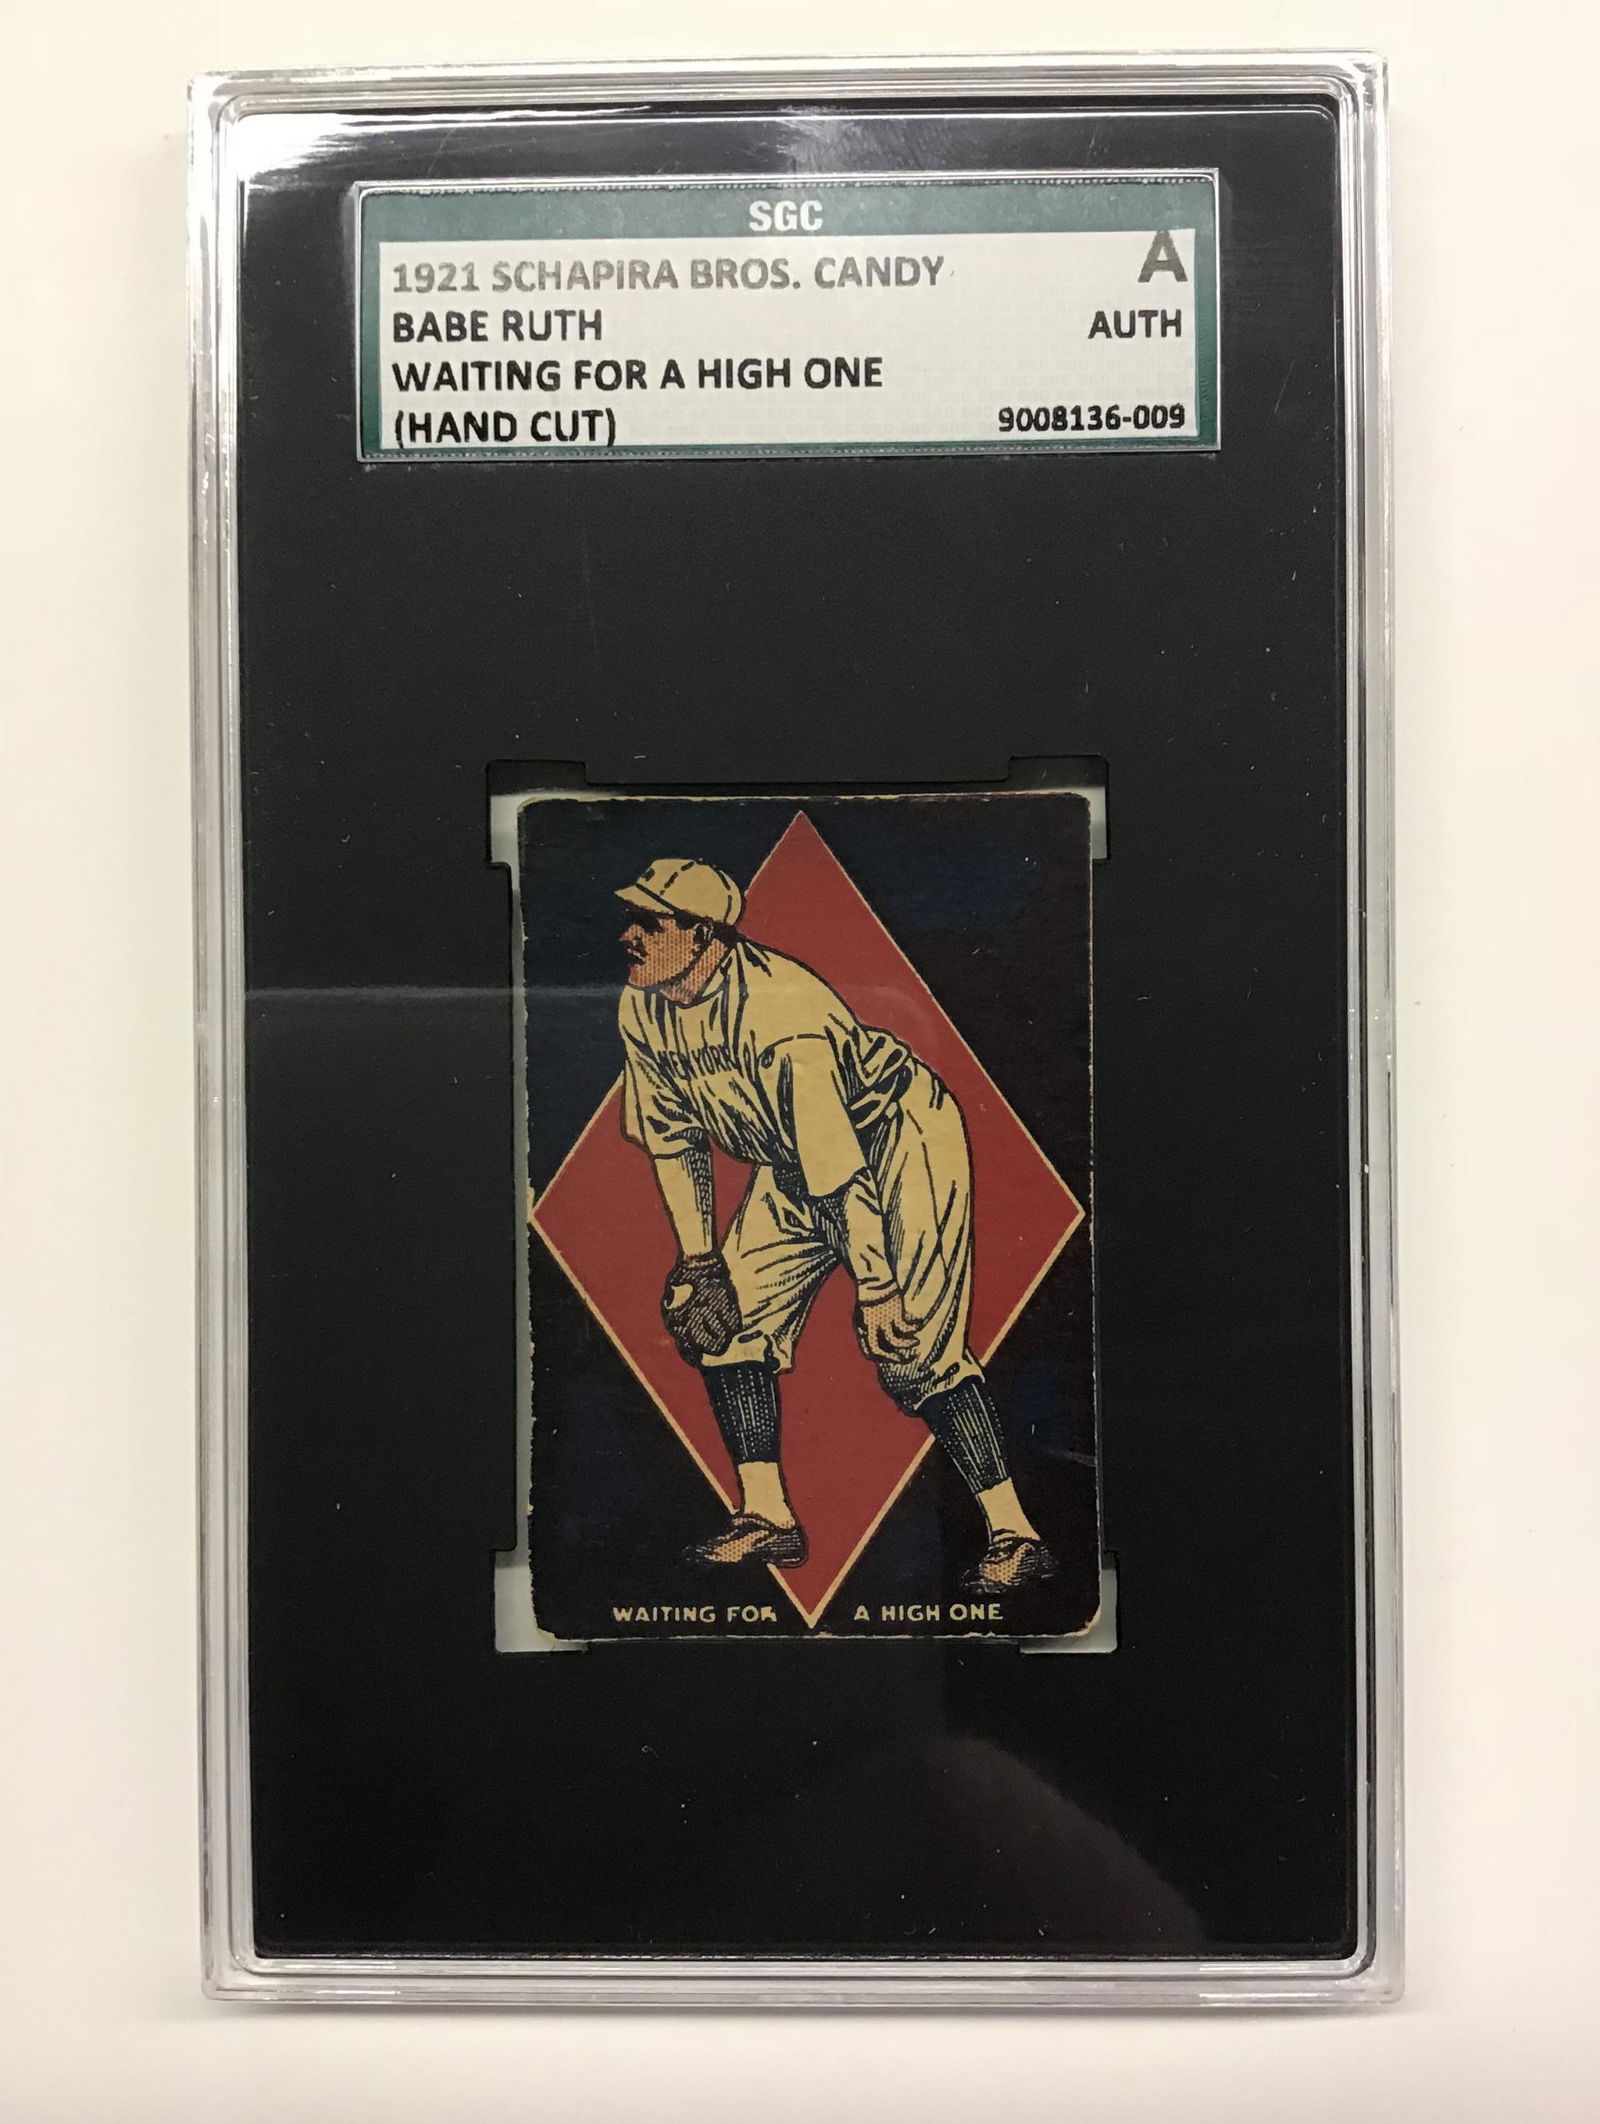 SGC
1921 SCHAPIRA BROS. CANDY A
BABE RUTH AUTH
WAITING FOR A HIGH ONE
(HAND CUT) 9008136-009
NEW YORK
WAITING FOR A HIGH ONE